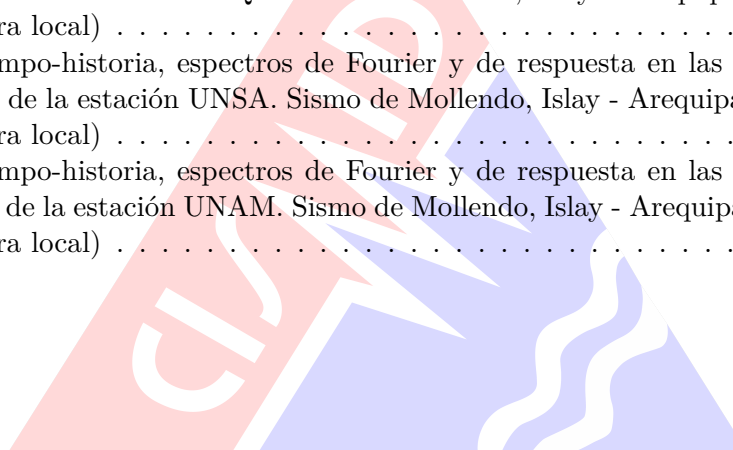 ra local) . . . . . . . . . . . . . . . . . . . . . . . . . . . . .
mpo-historia, espectros de Fourier y de respuesta en las
de la estación UNSA. Sismo de Mollendo, Islay - Arequipa
ra local) . . . . . . . . . . . . . . . . . . . . . . . . . . . . .
mpo-historia, espectros de Fourier y de respuesta en las
de la estación UNAM. Sismo de Mollendo, Islay - Arequipa
ra local) . . . . . . . . . . . . . . . . . . . . . . . . . . . . .
CISMID